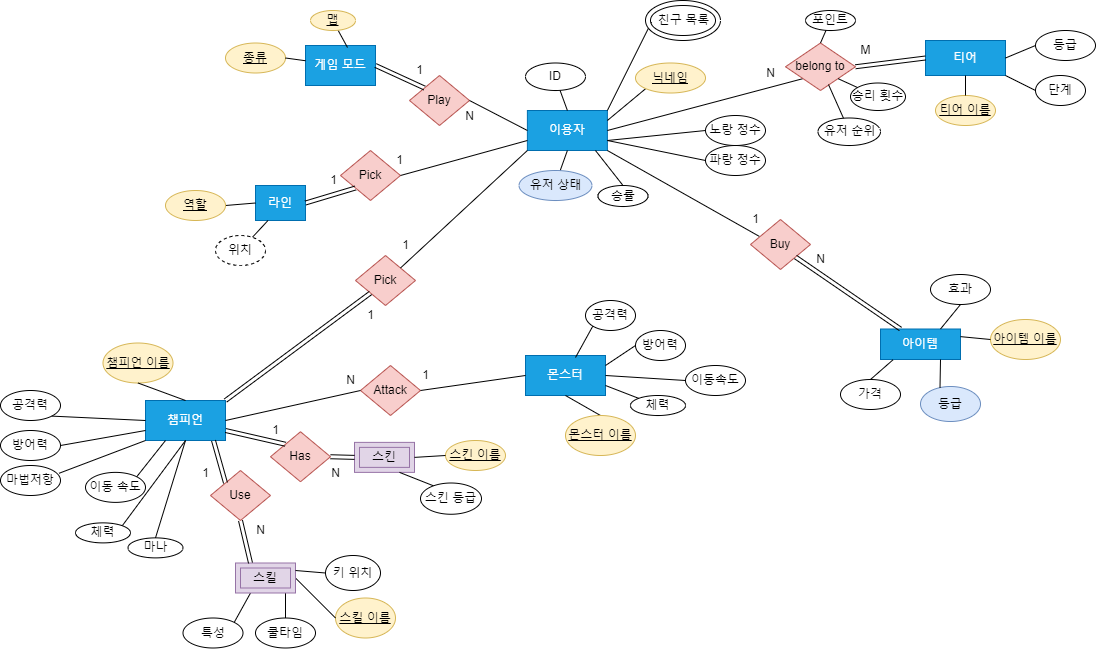 친구 목록
맵
종류
게임 모드
1
Play
N
ID
닉네임
이용자
노랑 정수
파랑 정수
유저 상태
승률
포인트
N
belong to
M
승리 횟수
유저 순위
티어
등급
단계
티어 이름
1
Pick
1
역할
라인
위치
1
Pick
1
1
Buy
N
효과
아이템
아이템 이름
가격
등급
공격력
방어력
몬스터
이동속도
체력
몬스터 이름
N
Attack
1
챔피언 이름
공격력
챔피언
방어력
마법저항
이동 속도
체력
마나
1
Has
N
스킨
스킨 이름
스킨 등급
1
Use
N
스킬
키 위치
스킬 이름
특성
쿨타임